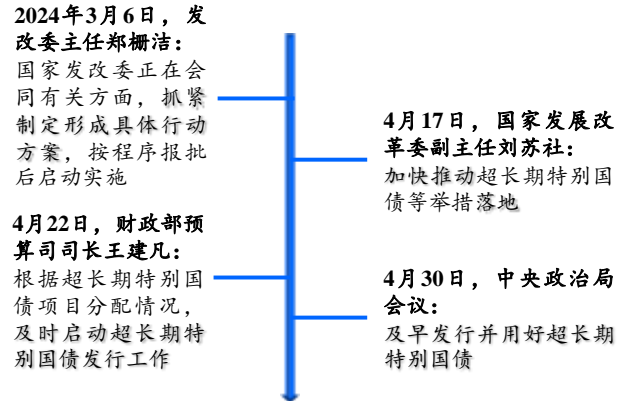 2024年3月6日，发
改委主任郑栅洁：
国家发改委正在会
同有关方面，抓紧
制定形成具体行动
方案，按程序报批
后启动实施
4月17日，国家发展改
革委副主任刘苏社：
加快推动超长期特别国
债等举措落地
4月22日，财政部预
算司司长王建凡：
根据超长期特别国
债项目分配情况，
及时启动超长期特
别国债发行工作
4月30日，中央政治局
会议：
及早发行并用好超长期
特别国债